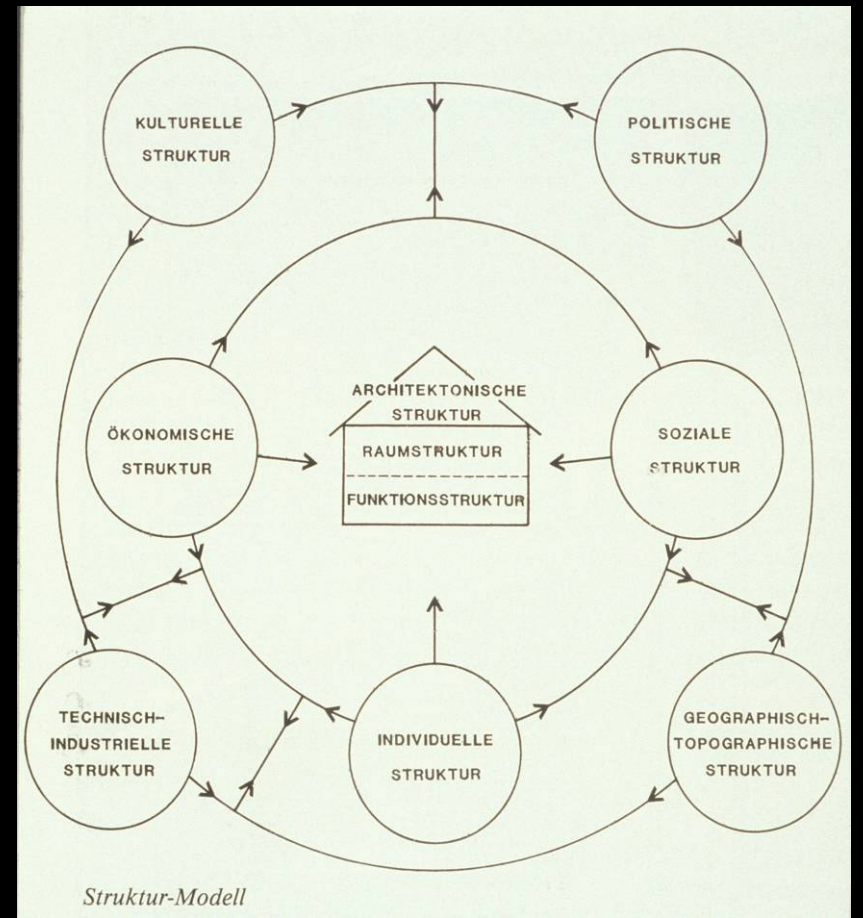 KULTURELLE
STRUKTUR
POLITISCHE
STRUKTUR
ARCHITEKTONISCHE
STRUKTUR
RAUMSTRUKTUR
FUNKTIONSSTRUKTUR
ÖKONOMISCHE
STRUKTUR
SOZIALE
STRUKTUR
TECHNISCH-
INDUSTRIELLE
STRUKTUR
INDIVIDUELLE
STRUKTUR
GEOGRAPHISCH-
TOPOGRAPHISCHE
STRUKTUR
Struktur-Modell